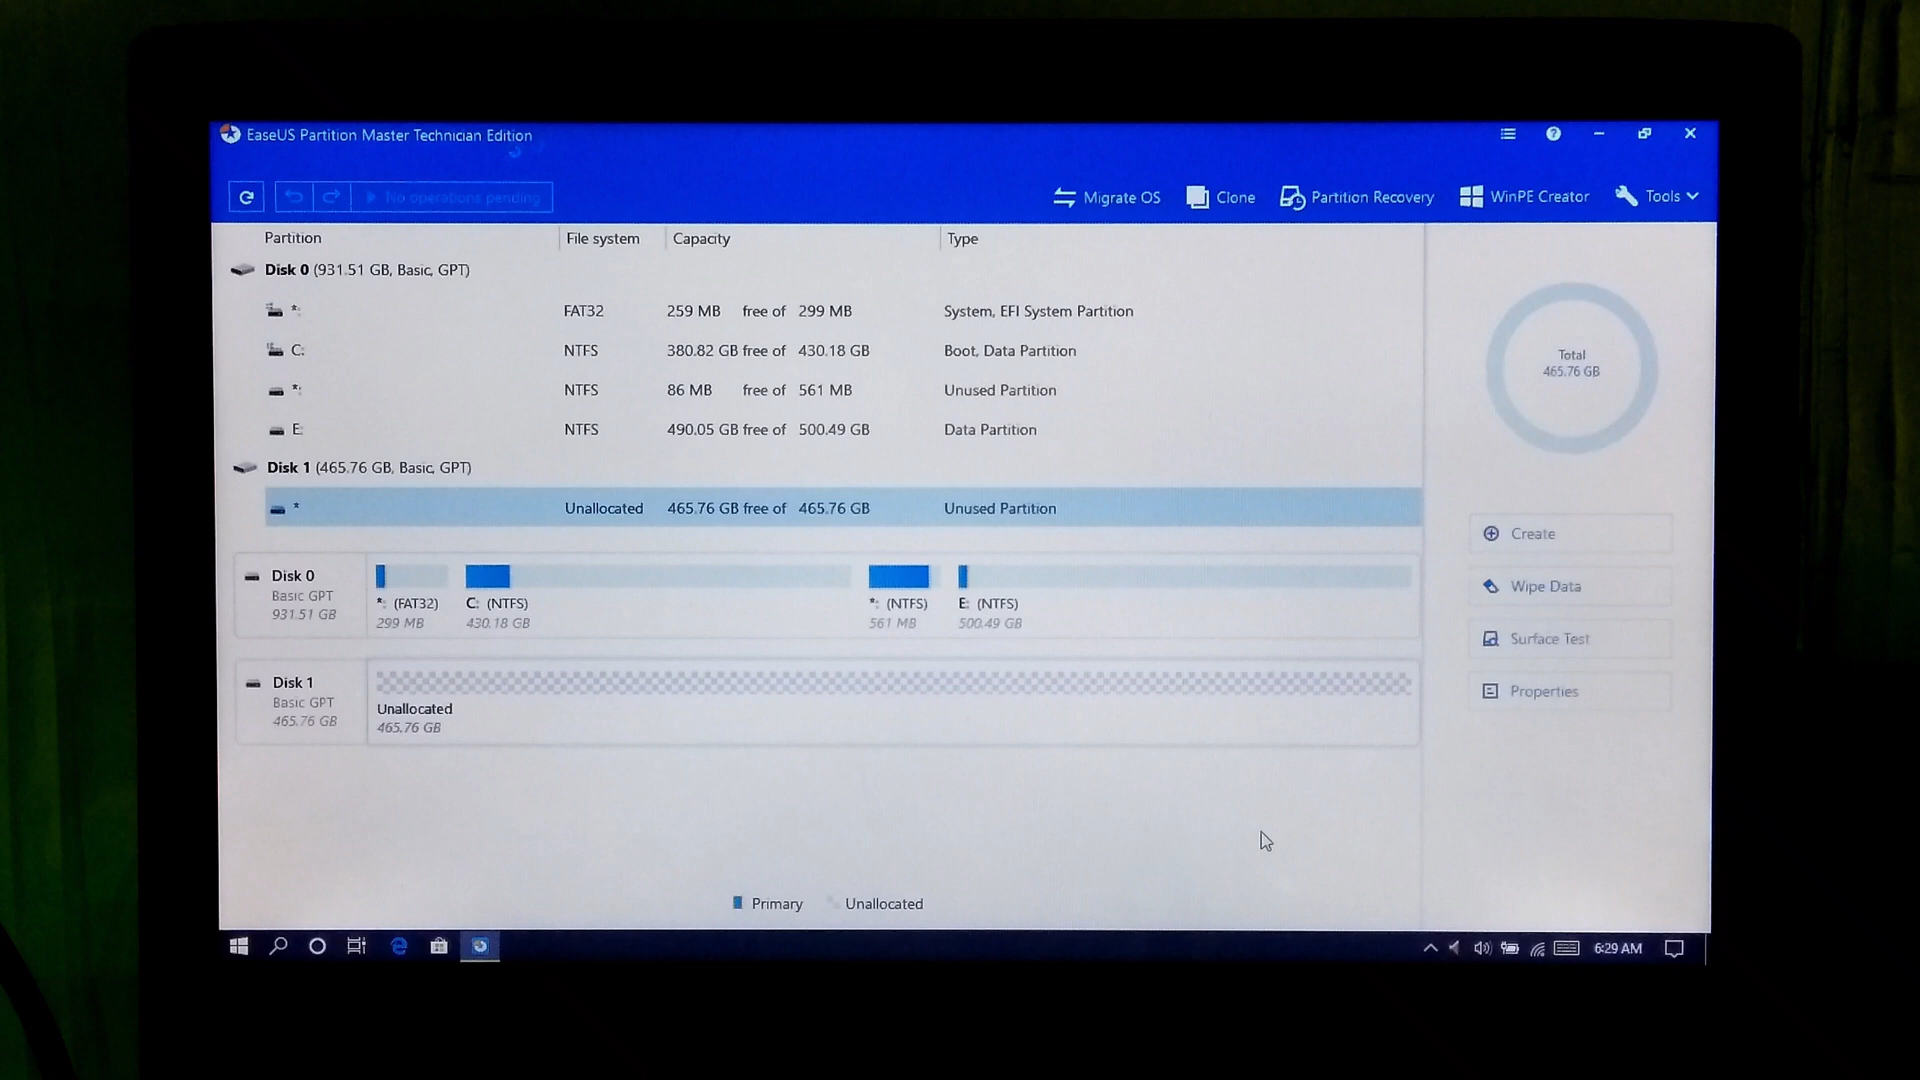 EaseUS Partition Master Technician Edition
No operations pending
Migrate OS
Clone
Partition Recovery
WinPE Creator
Tools
Partition File system Capacity Type
Disk 0 (931.51 GB, Basic, GPT)
*: FAT32 259 MB free of 299 MB System, EFI System Partition
C: NTFS 380.82 GB free of 430.18 GB Boot, Data Partition
*: NTFS 86 MB free of 561 MB Unused Partition
E: NTFS 490.05 GB free of 500.49 GB Data Partition
Disk 1 (465.76 GB, Basic, GPT)
* Unallocated 465.76 GB free of 465.76 GB Unused Partition
Total
465.76 GB
Create
Wipe Data
Surface Test
Properties
Disk 0
Basic GPT
931.51 GB
*: (FAT32)
299 MB
C: (NTFS)
430.18 GB
*: (NTFS)
561 MB
E: (NTFS)
500.49 GB
Disk 1
Basic GPT
465.76 GB
Unallocated
465.76 GB
Primary
Unallocated
6:29 AM